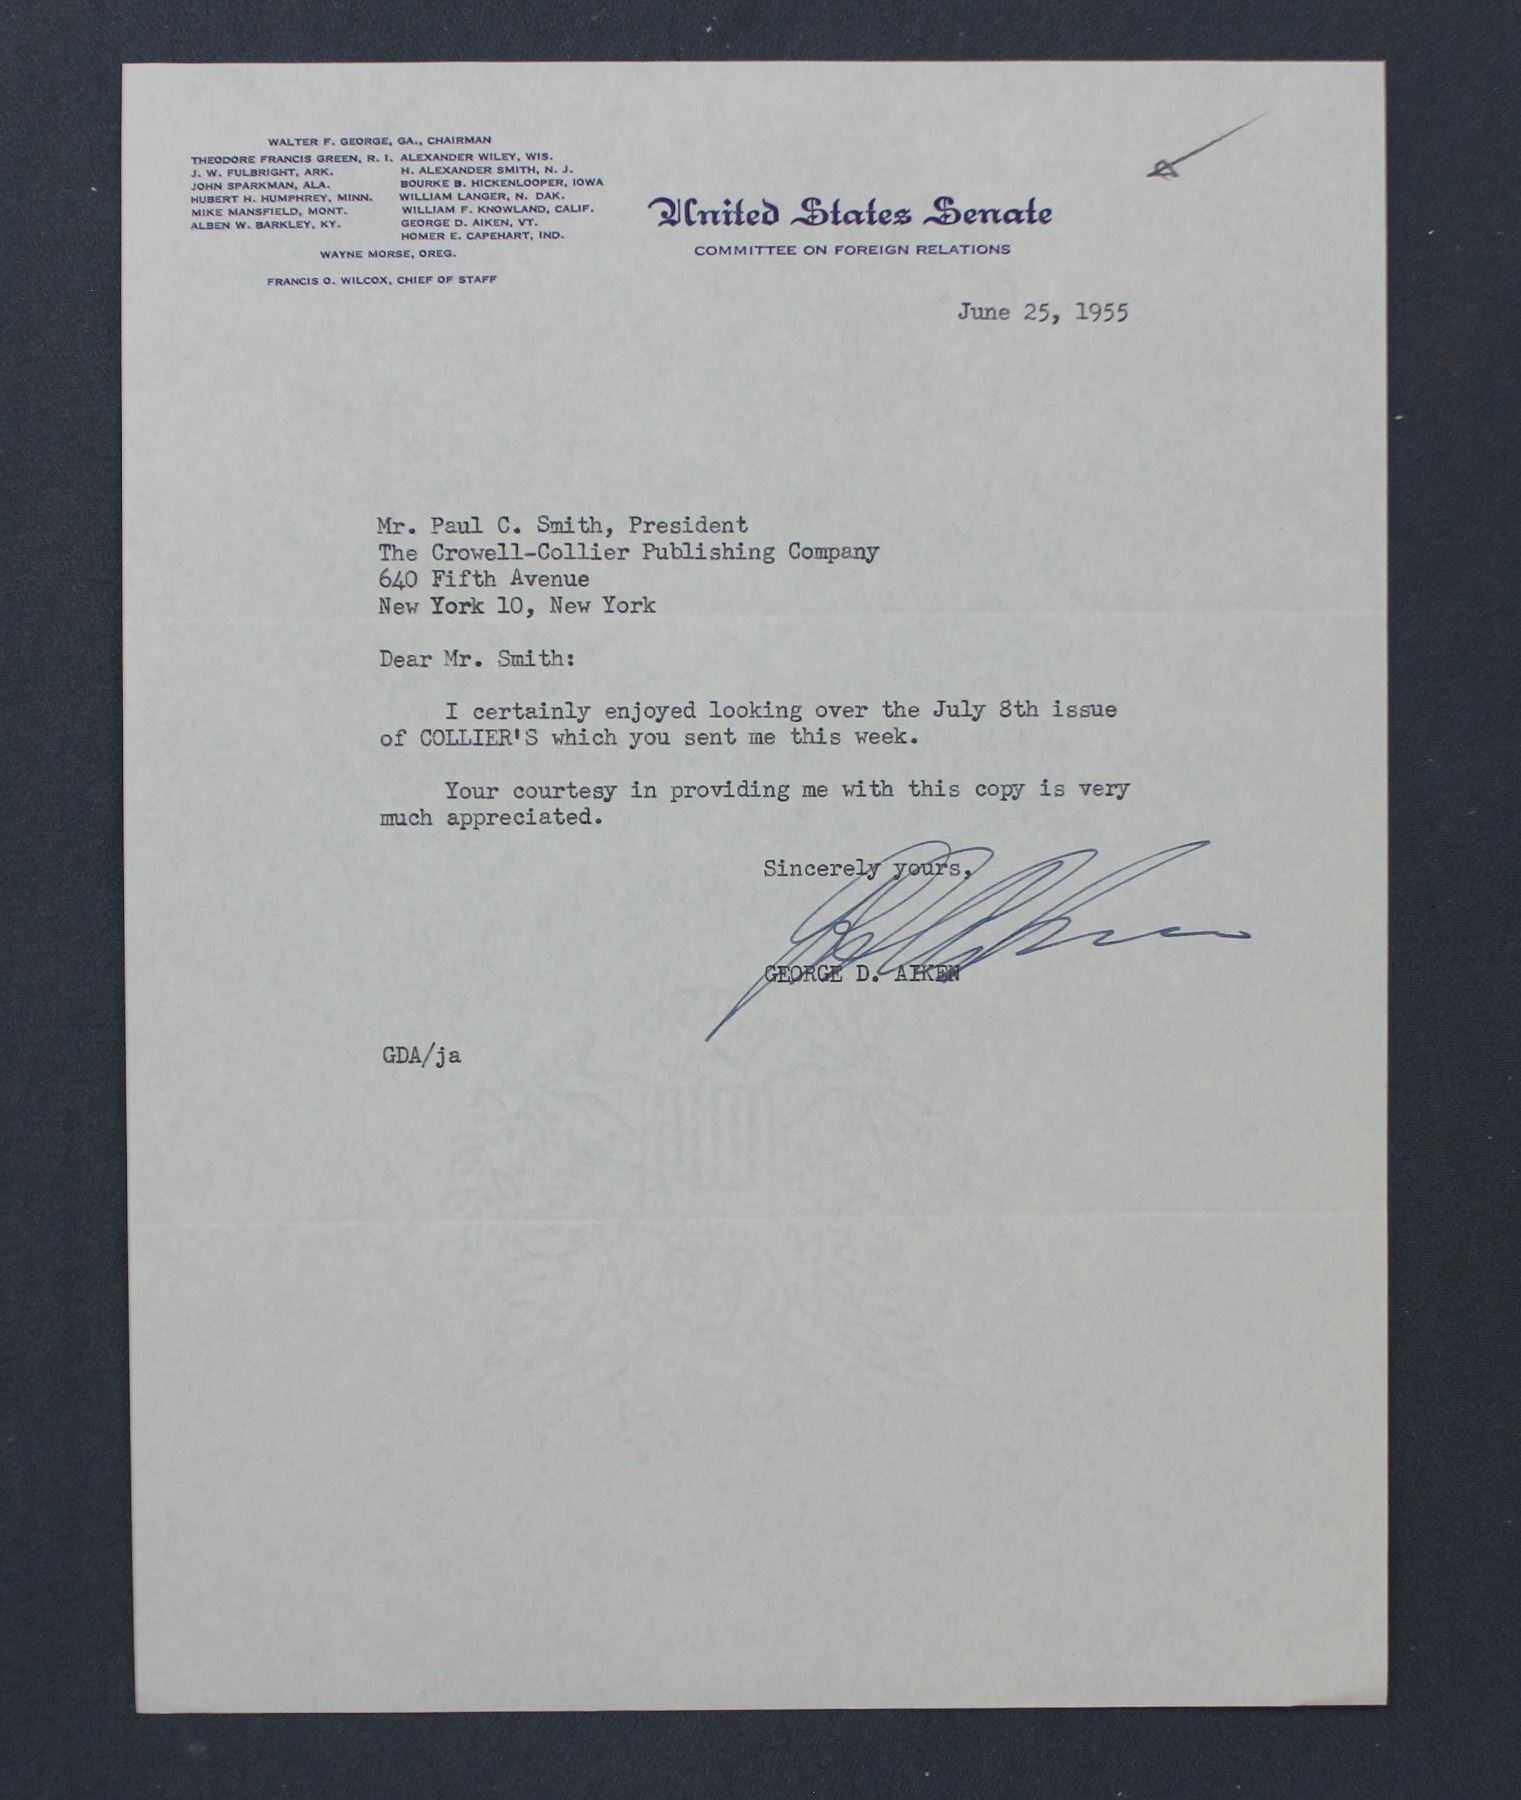 WALTER F. GEORGE, GA., CHAIRMAN
THEODORE FRANCIS GREEN, R. I. ALEXANDER WILEY, WIS.
J. W. FULBRIGHT, ARK. H. ALEXANDER SMITH, N. J.
JOHN SPARKMAN, ALA. BOURKE B. HICKENLOOPER, IOWA
HUBERT H. HUMPHREY, MINN. WILLIAM LANGER, N. DAK.
MIKE MANSFIELD, MONT. WILLIAM F. KNOWLAND, CALIF.
ALBEN W. BARKLEY, KY. GEORGE D. AIKEN, VT.
HOMER E. CAPEHART, IND.
WAYNE MORSE, OREG.
FRANCIS O. WILCOX, CHIEF OF STAFF
United States Senate
COMMITTEE ON FOREIGN RELATIONS
June 25, 1955
Mr. Paul C. Smith, President
The Crowell-Collier Publishing Company
640 Fifth Avenue
New York 10, New York
Dear Mr. Smith:
I certainly enjoyed looking over the July 8th issue
of COLLIER'S which you sent me this week.
Your courtesy in providing me with this copy is very
much appreciated.
Sincerely yours,
GEORGE D. AIKEN
GDA/ja